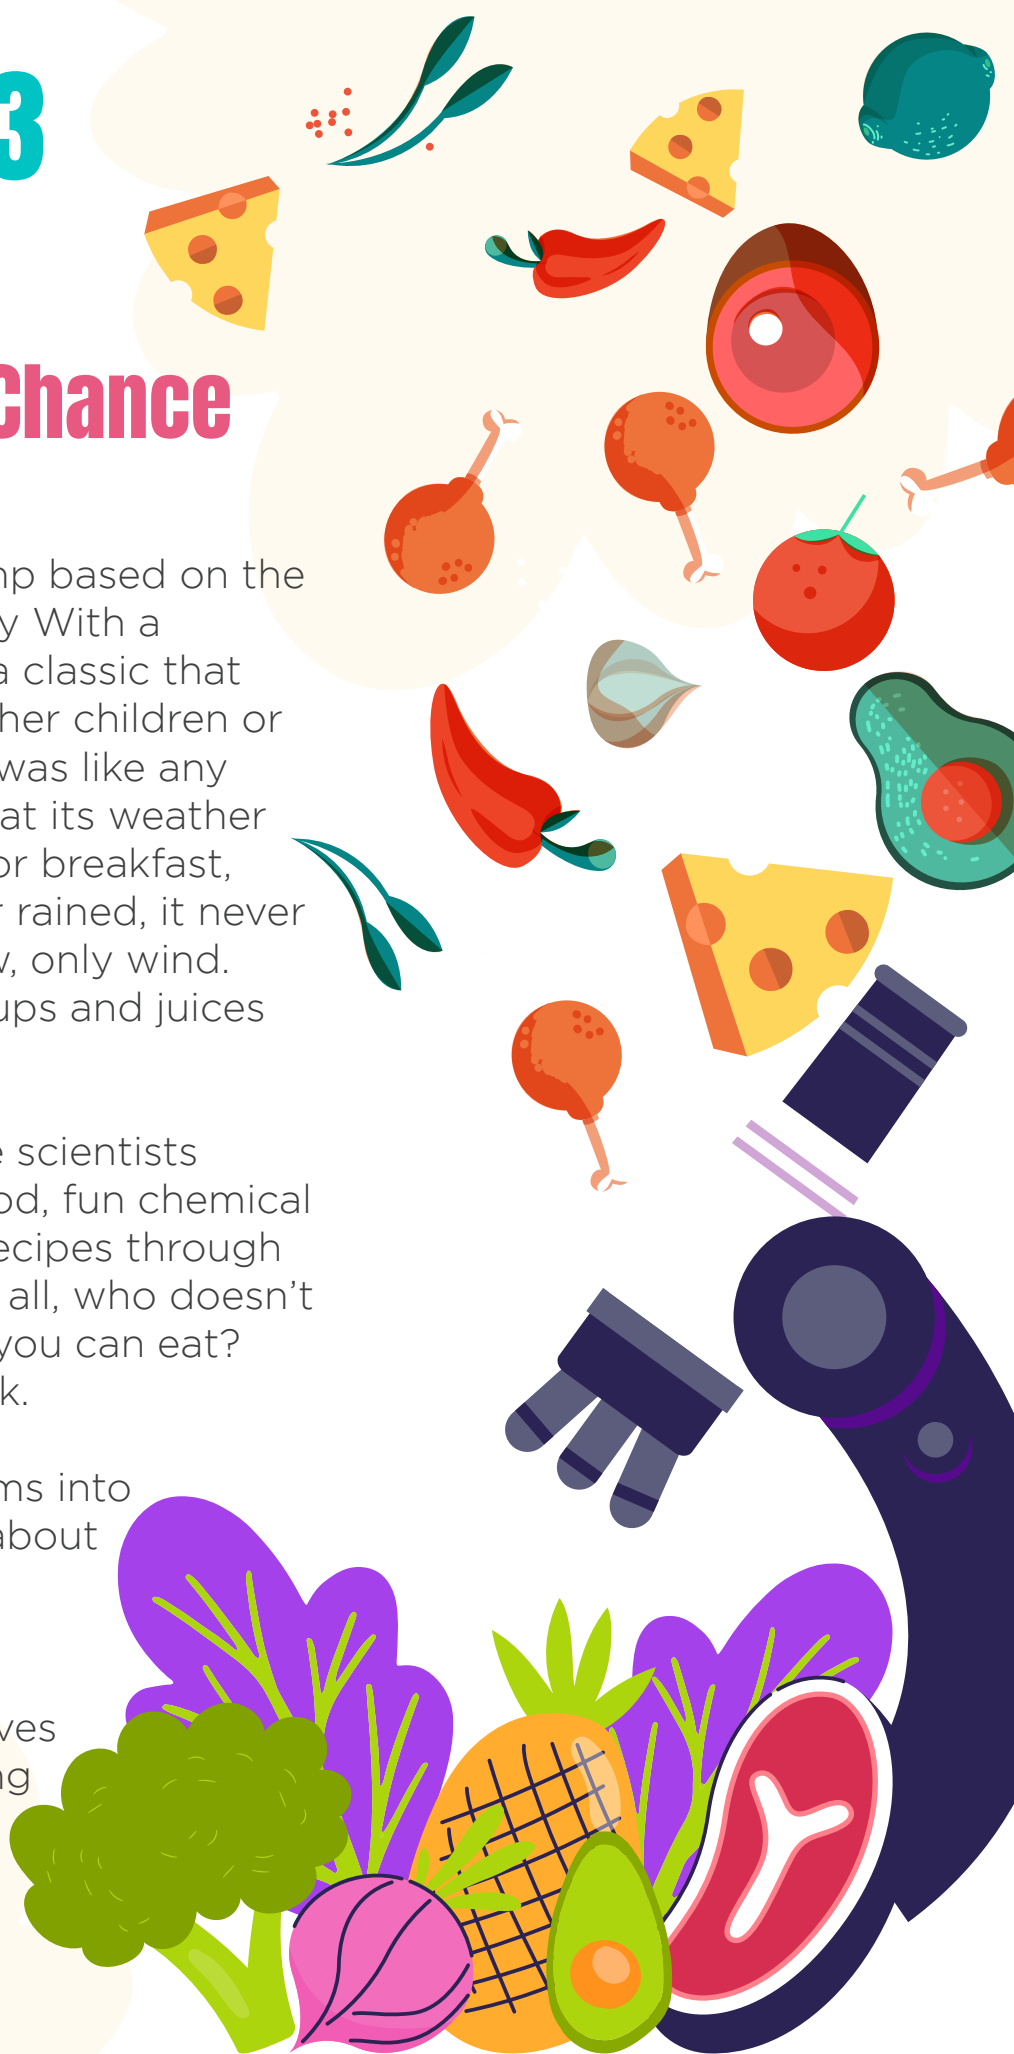 3
Chance
np based on the
y With a
a classic that
her children or
was like any
at its weather
or breakfast,
r rained, it never
w, only wind.
ups and juices
e scientists
od, fun chemical
ecipes through
all, who doesn’t
you can eat?
k.
ms into
about
ves
ng